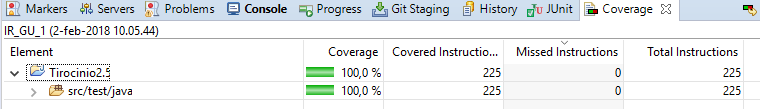 Markers Servers Problems Console Progress Git Staging History JUnit Coverage
IR_GU_1 (2-feb-2018 10.05.44)
Element Coverage Covered Instructio... Missed Instructions Total Instructions
Tirocinio2.5 100,0 % 225 0 225
src/test/java 100,0 % 225 0 225